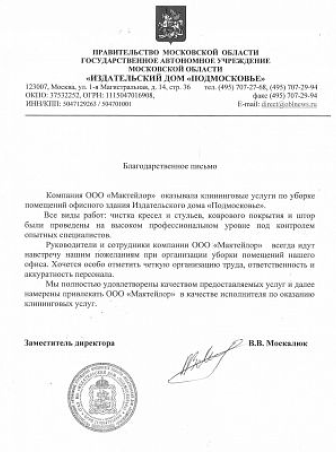 ПРАВИТЕЛЬСТВО МОСКОВСКОЙ ОБЛАСТИ
ГОСУДАРСТВЕННОЕ АВТОНОМНОЕ УЧРЕЖДЕНИЕ
МОСКОВСКОЙ ОБЛАСТИ
«ИЗДАТЕЛЬСКИЙ ДОМ «ПОДМОСКОВЬЕ»
123007, Москва, ул. 1-я Магистральная, д. 14, стр. 36 тел. (495) 707-27-68, (495) 707-29-94
ОКПО: 37532252, ОГРН: 1115047016908, факс (495) 707-29-94
ИНН/КПП: 5047129263 / 504701001 E-mail: direct@oblnews.ru
Благодарственное письмо
Компания ООО «Мактейлор» оказывала клининговые услуги по уборке
помещений офисного здания Издательского дома «Подмосковье».
Все виды работ: чистка кресел и стульев, коврового покрытия и штор
были проведены на высоком профессиональном уровне под контролем
опытных специалистов.
Руководители и сотрудники компании ООО «Мактейлор» всегда идут
навстречу нашим пожеланиям при организации уборки помещений нашего
офиса. Хочется особо отметить четкую организацию труда, ответственность и
аккуратность персонала.
Мы полностью удовлетворены качеством предоставляемых услуг и далее
намерены привлекать ООО «Мактейлор» в качестве исполнителя по оказанию
клининговых услуг.
Заместитель директора В.В. Москалюк